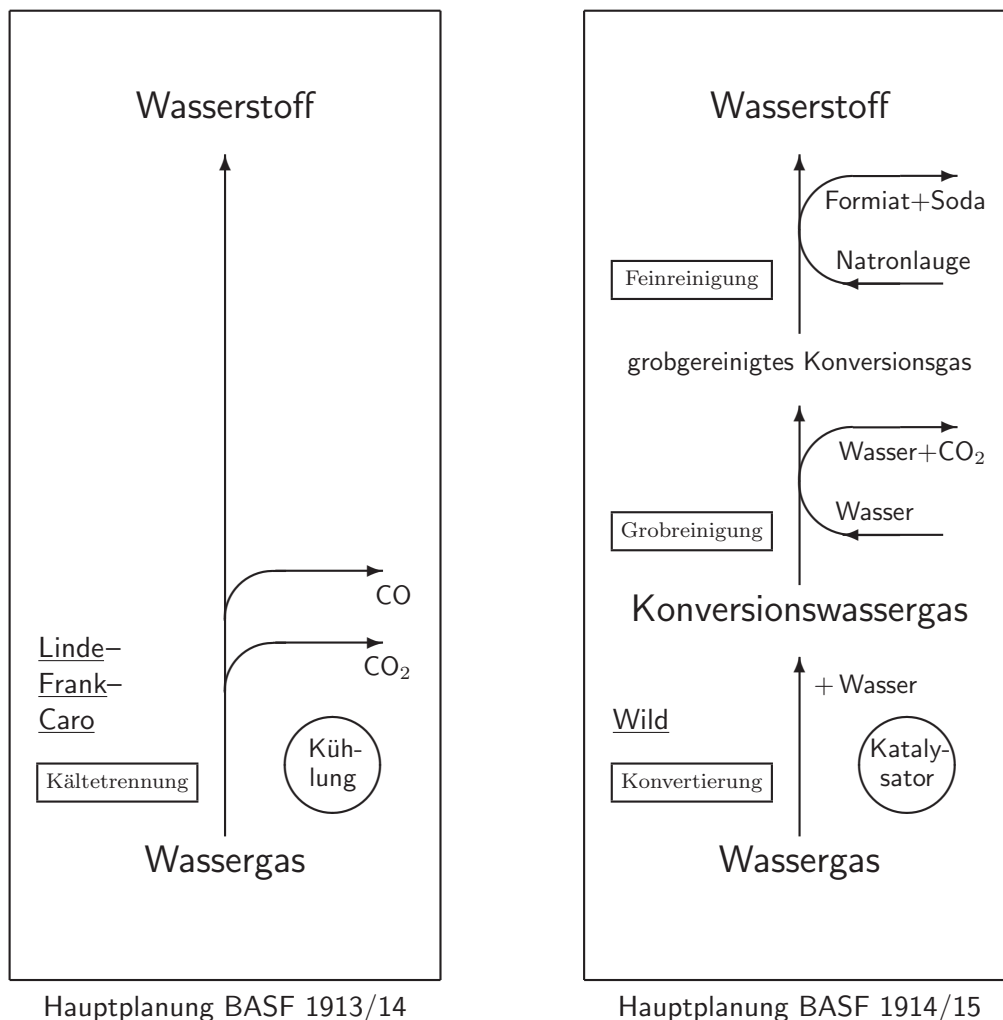 Wasserstoff
CO
CO₂
Linde–
Frank–
Caro
Küh-
lung
Kältetrennung
Wassergas
Hauptplanung BASF 1913/14
Wasserstoff
Formiat+Soda
Natronlauge
Feinreinigung
grobgereinigtes Konversionsgas
Wasser+CO₂
Wasser
Grobreinigung
Konversionswassergas
+ Wasser
Wild
Kataly-
sator
Konvertierung
Wassergas
Hauptplanung BASF 1914/15